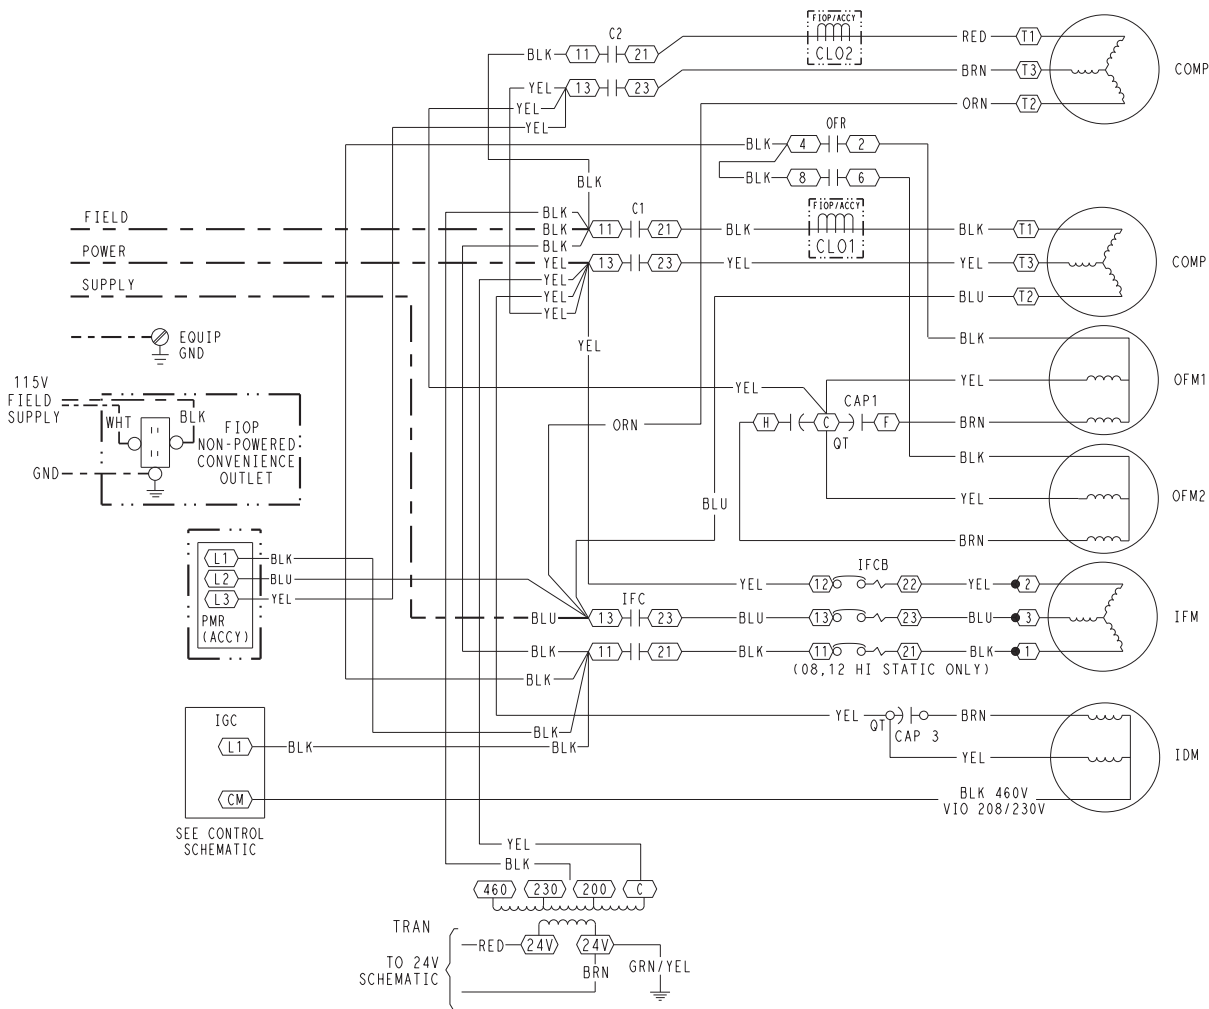 C2
FIOP/ACCY
CLO2
BLK 11 21
RED T1
YEL 13 23
BRN T3
COMP
YEL
YEL
ORN T2
OFR
BLK 4 2
BLK 8 6
BLK
FIELD
POWER
SUPPLY
C1
FIOP/ACCY
CLO1
BLK
BLK 11 21 BLK
BLK T1
BLK
YEL 13 23 YEL
YEL T3
COMP
YEL
YEL
YEL
BLU T2
EQUIP
GND
YEL
BLK
115V
FIELD
SUPPLY
WHT
BLK
FIOP
NON-POWERED
CONVENIENCE
OUTLET
GND
YEL
YEL
OFM1
CAP1
H C F
QT
BRN
ORN
BLK
BLU
YEL
OFM2
BRN
L1 BLK
L2 BLU
L3 YEL
PMR
(ACCY)
IFCB
YEL 12 22 YEL 2
IFC
BLU 13 23 BLU 13 23 BLU 3
IFM
BLK 11 21 BLK 11 21 BLK 1
(08,12 HI STATIC ONLY)
BLK
IGC
L1 BLK
BLK
BLK
YEL
QT
CAP 3
BRN
YEL
IDM
CM
BLK 460V
VIO 208/230V
SEE CONTROL
SCHEMATIC
YEL
BLK
460 230 200 C
TRAN
RED 24V 24V
BRN
GRN/YEL
TO 24V
SCHEMATIC